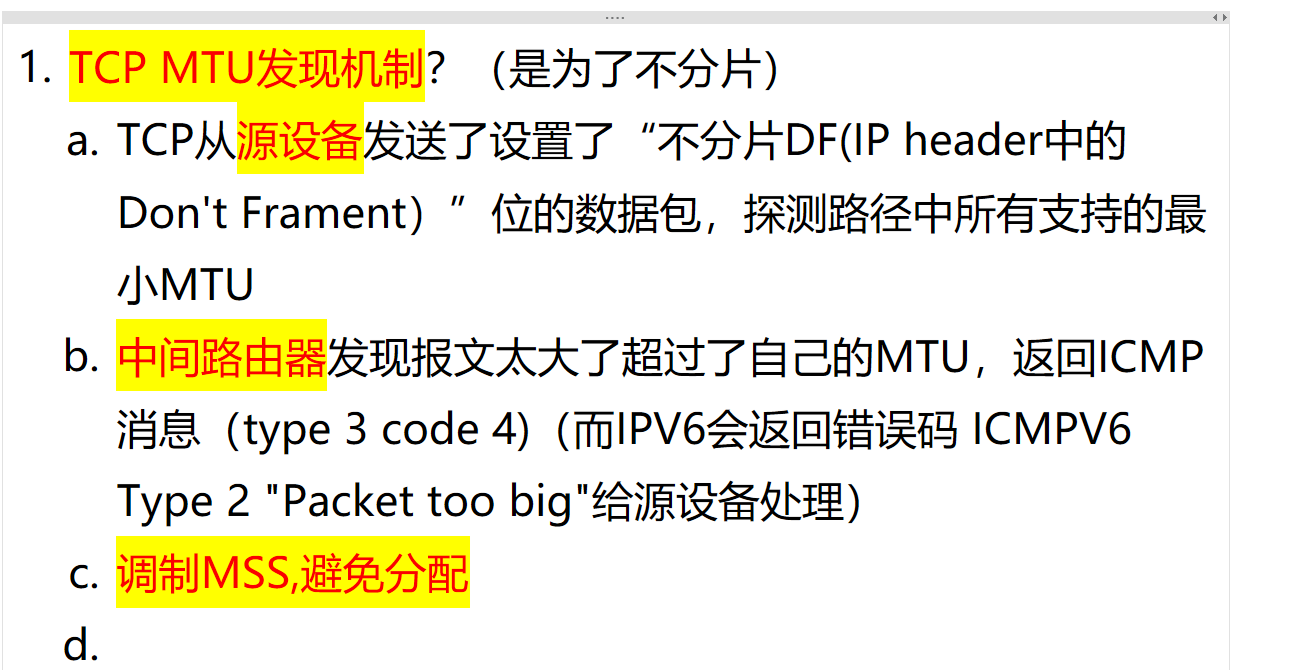 1. TCP MTU发现机制？（是为了不分片）
a. TCP从源设备发送了设置了“不分片DF(IP header中的
Don't Frament）”位的数据包，探测路径中所有支持的最
小MTU
b. 中间路由器发现报文太大了超过了自己的MTU，返回ICMP
消息（type 3 code 4)（而IPV6会返回错误码 ICMPV6
Type 2 "Packet too big"给源设备处理）
c. 调制MSS,避免分配
d.